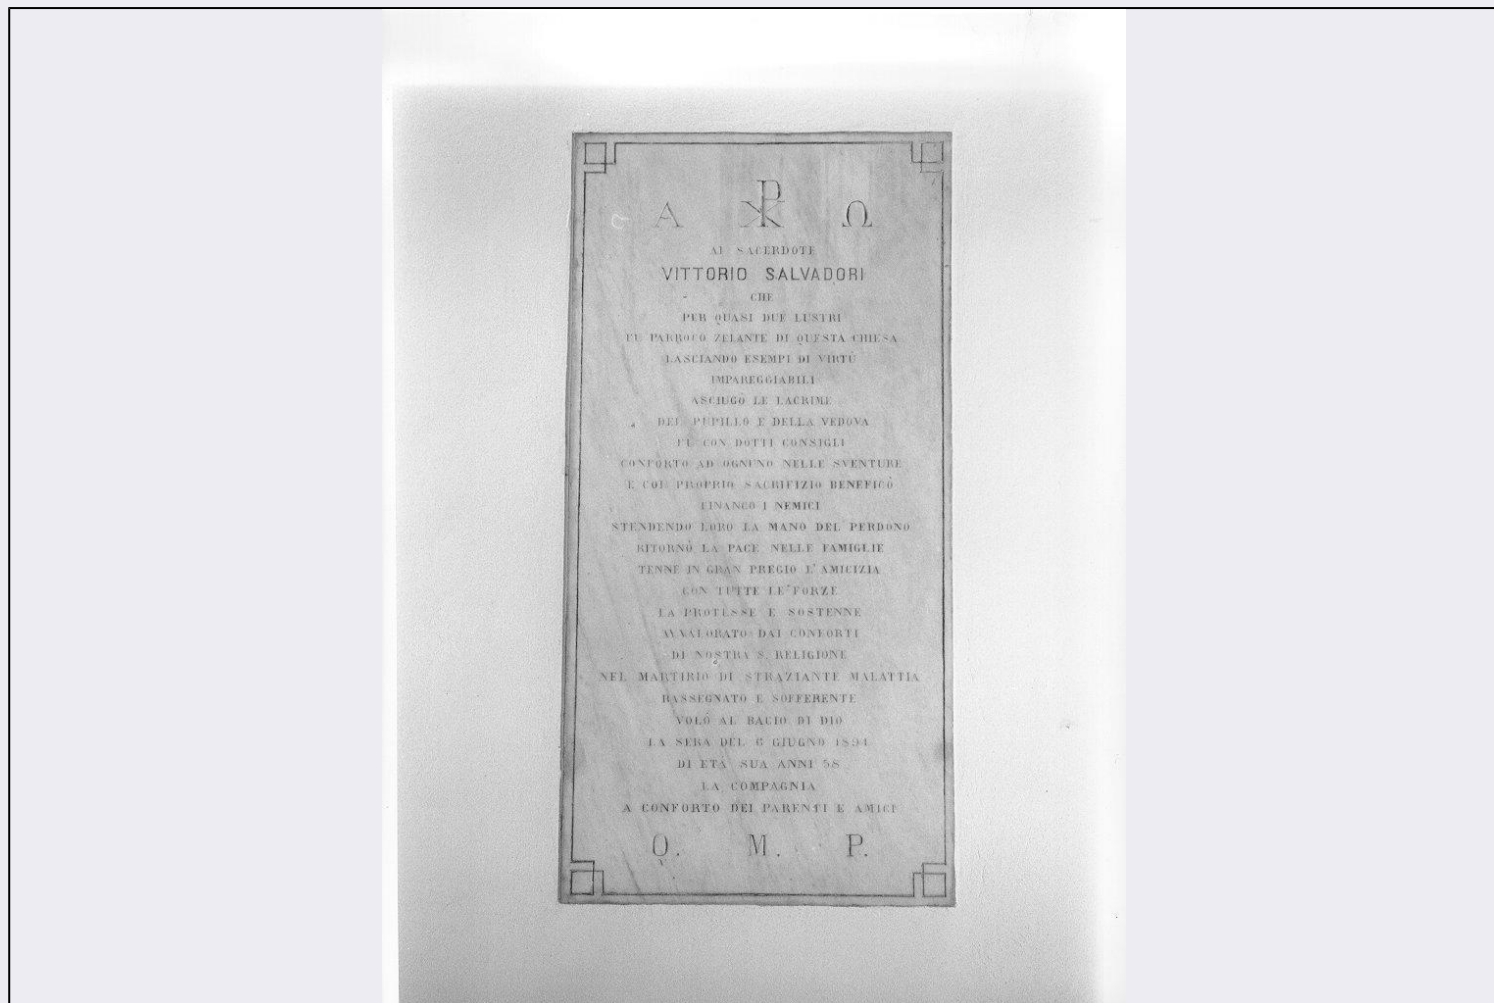 Α ☧ Ω
AL SACERDOTE
VITTORIO SALVADORI
CHE
PER QUASI DUE LUSTRI
FU PARROCO ZELANTE DI QUESTA CHIESA
LASCIANDO ESEMPI DI VIRTÙ
IMPAREGGIABILI
ASCIUGÒ LE LACRIME
DEL PUPILLO E DELLA VEDOVA
FU CON DOTTI CONSIGLI
CONFORTO AD OGNUNO NELLE SVENTURE
E COL PROPRIO SACRIFIZIO BENEFICÒ
FINANCO I NEMICI
STENDENDO LORO LA MANO DEL PERDONO
RITORNÒ LA PACE NELLE FAMIGLIE
TENNE IN GRAN PREGIO L'AMICIZIA
CON TUTTE LE FORZE
LA PROTESSE E SOSTENNE
AVVALORATO DAI CONFORTI
DI NOSTRA S. RELIGIONE
NEL MARTIRIO DI STRAZIANTE MALATTIA
RASSEGNATO E SOFFERENTE
VOLÒ AL BACIO DI DIO
LA SERA DEL 6 GIUGNO 1894
DI ETÀ SUA ANNI 58
LA COMPAGNIA
A CONFORTO DEI PARENTI E AMICI
Q. M. P.